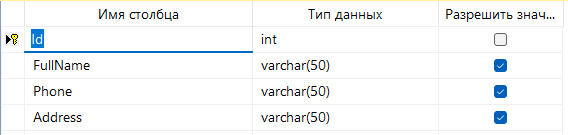 Имя столбца Тип данных Разрешить знач...
Id int
FullName varchar(50)
Phone varchar(50)
Address varchar(50)